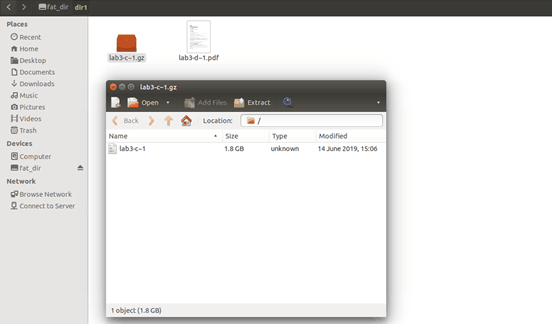 fat_dir dir1
Places
Recent
Home
Desktop
Documents
Downloads
Music
Pictures
Videos
Trash
Devices
Computer
fat_dir
Network
Browse Network
Connect to Server
lab3-c~1.gz lab3-d~1.pdf
lab3-c~1.gz
Open Add Files Extract
Back Location: /
Name Size Type Modified
lab3-c~1 1.8 GB unknown 14 June 2019, 15:06
1 object (1.8 GB)